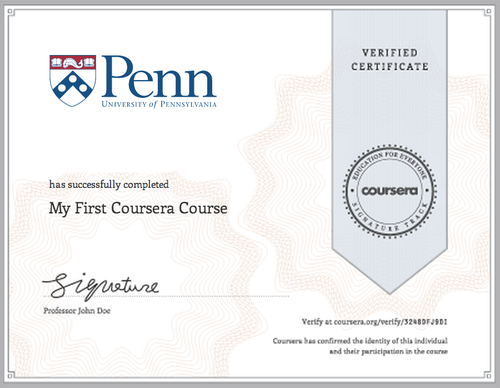 Penn
UNIVERSITY of PENNSYLVANIA
VERIFIED
CERTIFICATE
EDUCATION FOR EVERYONE
coursera
SIGNATURE TRACK
has successfully completed
My First Coursera Course
Signature
Professor John Doe
Verify at coursera.org/verify/3248DFJ9DI
Coursera has confirmed the identity of this individual
and their participation in the course